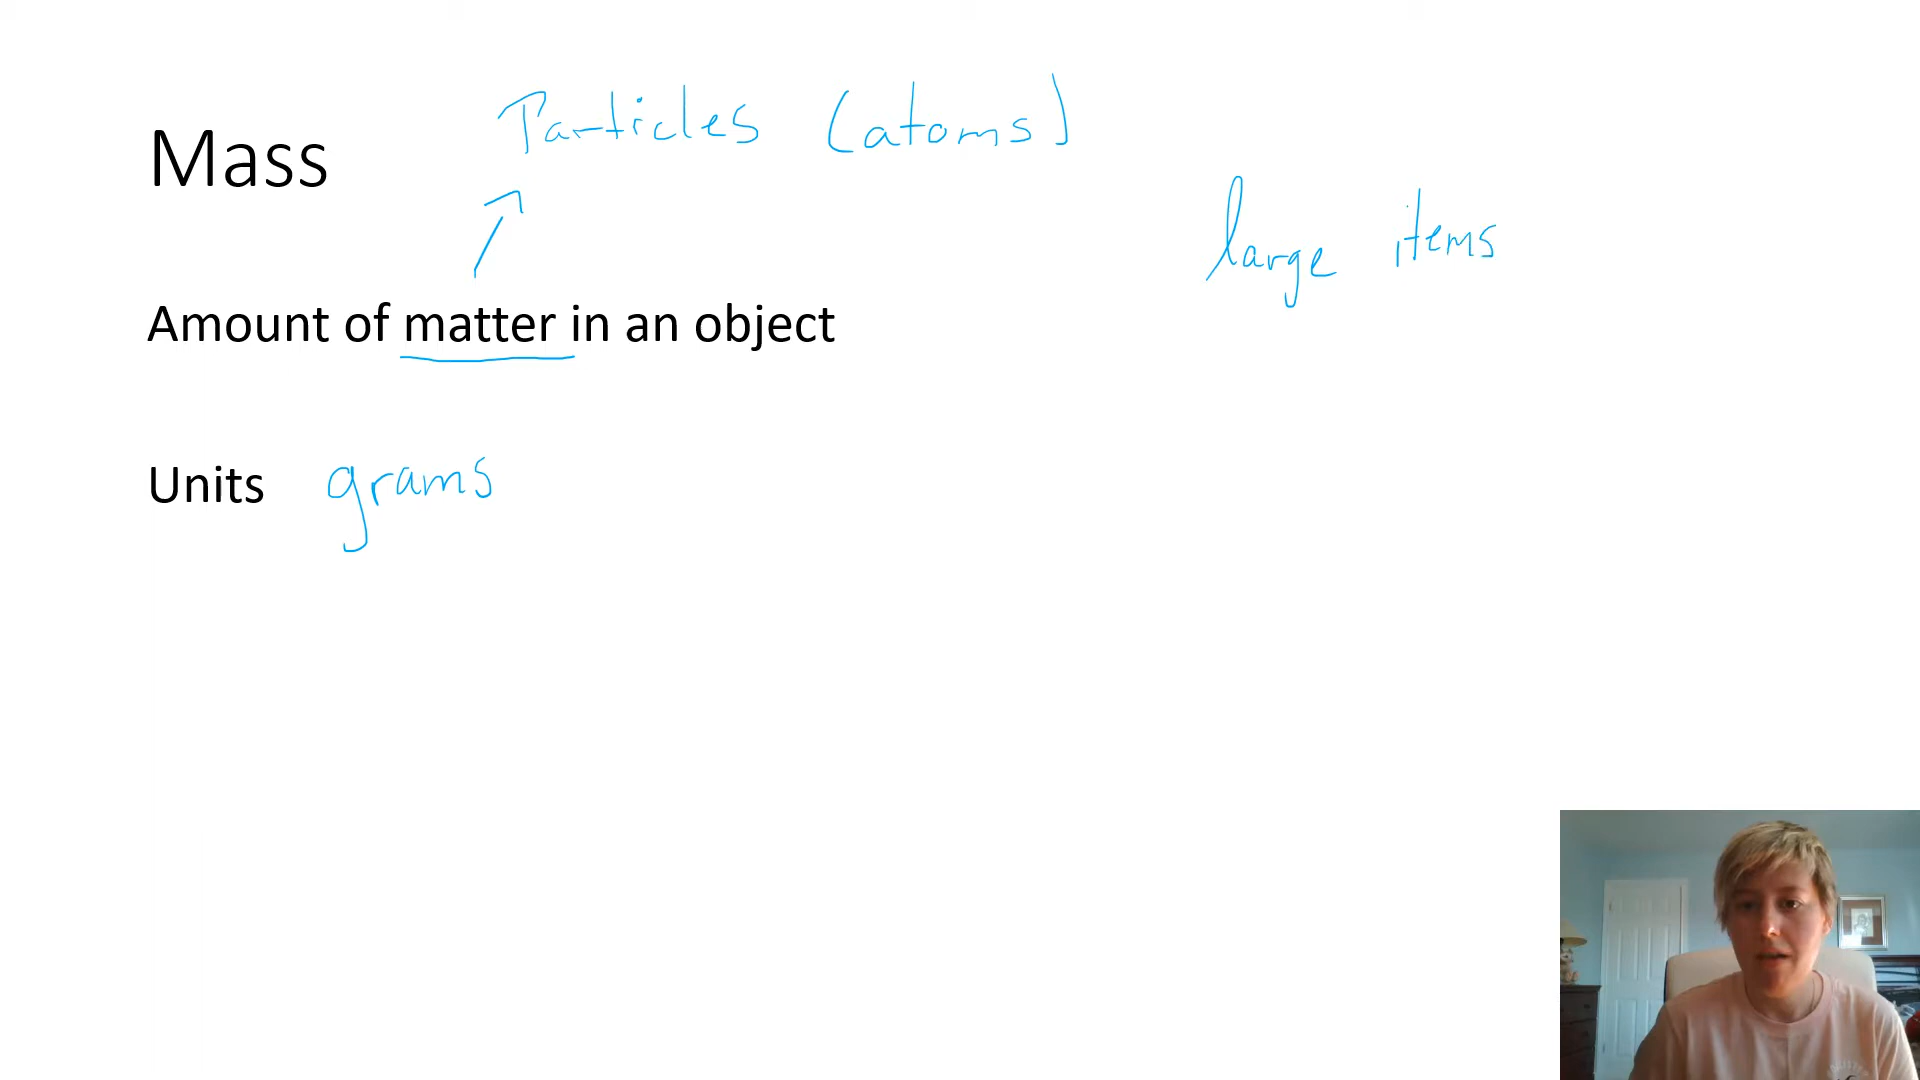 Particles (atoms)
Mass
large items
Amount of matter in an object
Units grams